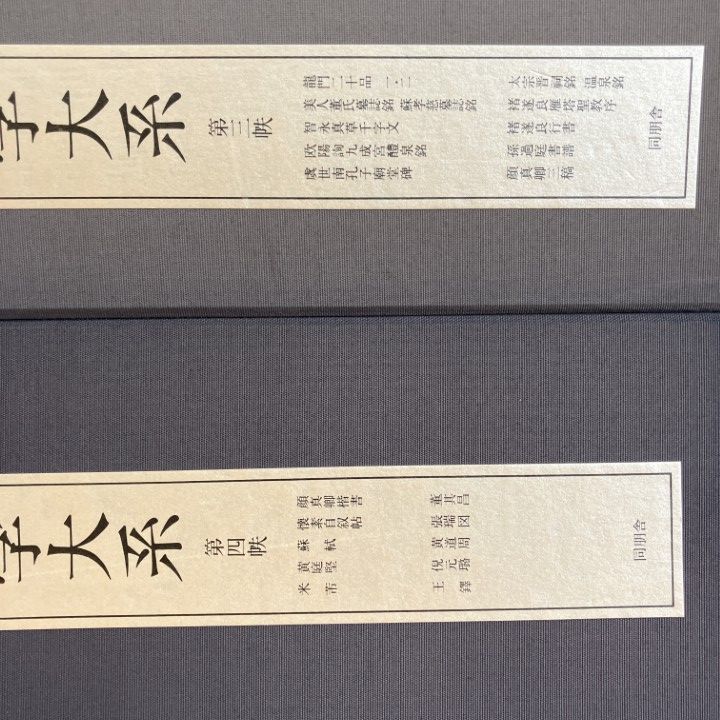 学大系
第三帙
龍門二十品 一・二
美人董氏墓誌銘 蘇孝慈墓誌銘
智永真草千字文
欧陽詢九成宮醴泉銘
虞世南孔子廟堂碑
太宗晋祠銘 温泉銘
褚遂良雁塔聖教序
褚遂良行書
孫過庭書譜
顔真卿三稿
同朋舎
学大系
第四帙
顔真卿楷書
懐素自叙帖
蘇軾
黄庭堅
米芾
董其昌
張瑞図
黄道周
倪元璐
王鐸
同朋舎